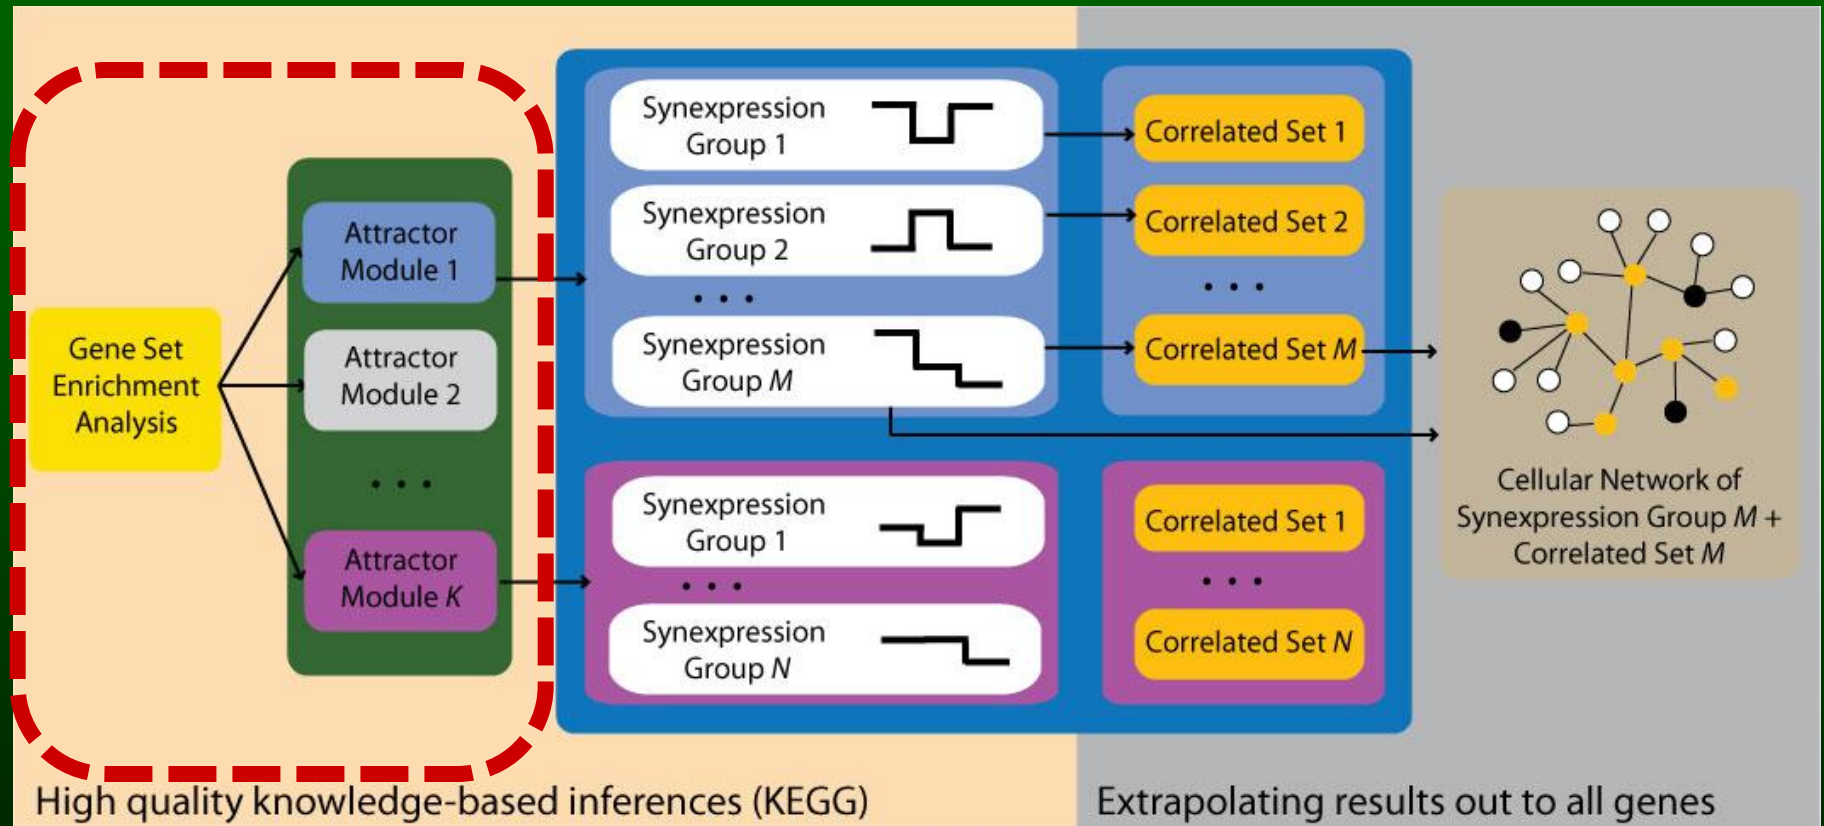 Gene Set
Enrichment
Analysis
Attractor
Module 1
Attractor
Module 2
. . .
Attractor
Module K
Synexpression
Group 1
Synexpression
Group 2
. . .
Synexpression
Group M
Correlated Set 1
Correlated Set 2
. . .
Correlated Set M
Synexpression
Group 1
. . .
Synexpression
Group N
Correlated Set 1
. . .
Correlated Set N
Cellular Network of
Synexpression Group M +
Correlated Set M
High quality knowledge-based inferences (KEGG)
Extrapolating results out to all genes